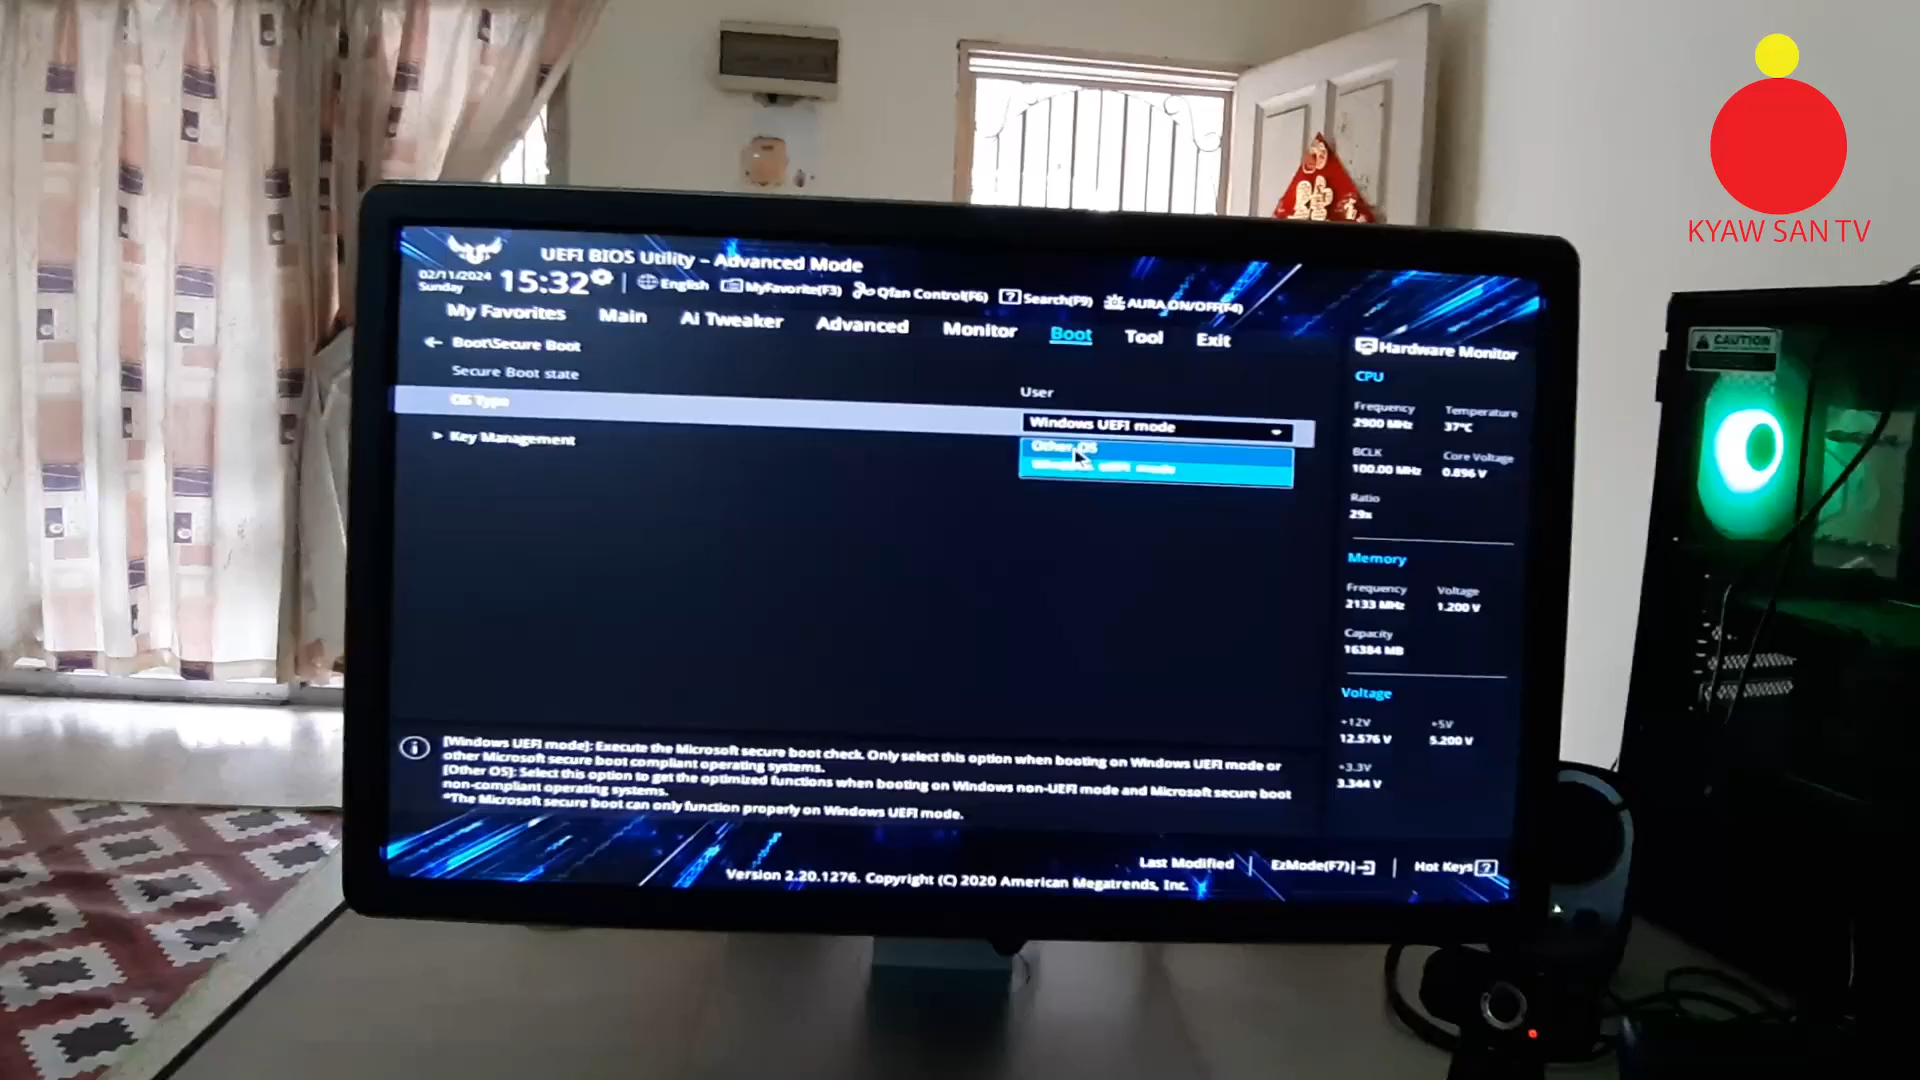 KYAW SAN TV
UEFI BIOS Utility – Advanced Mode
02/11/2024
Sunday
15:32
English
MyFavorite(F3)
Qfan Control(F6)
Search(F9)
AURA ON/OFF(F4)
My Favorites
Main
Ai Tweaker
Advanced
Monitor
Boot
Tool
Exit
Boot\Secure Boot
Secure Boot state
User
OS Type
Windows UEFI mode
Other OS
Windows UEFI mode
Key Management
Hardware Monitor
CPU
Frequency
Temperature
2900 MHz
37°C
BCLK
Core Voltage
100.00 MHz
0.896 V
Ratio
29x
Memory
Frequency
Voltage
2133 MHz
1.200 V
Capacity
16384 MB
Voltage
+12V
+5V
12.576 V
5.200 V
+3.3V
3.344 V
[Windows UEFI mode]: Execute the Microsoft secure boot check. Only select this option when booting on Windows UEFI mode or
other Microsoft secure boot compliant operating systems.
[Other OS]: Select this option to get the optimized functions when booting on Windows non-UEFI mode and Microsoft secure boot
non-compliant operating systems.
*The Microsoft secure boot can only function properly on Windows UEFI mode.
Last Modified
EzMode(F7)
Hot Keys ?
Version 2.20.1276. Copyright (C) 2020 American Megatrends, Inc.
CAUTION